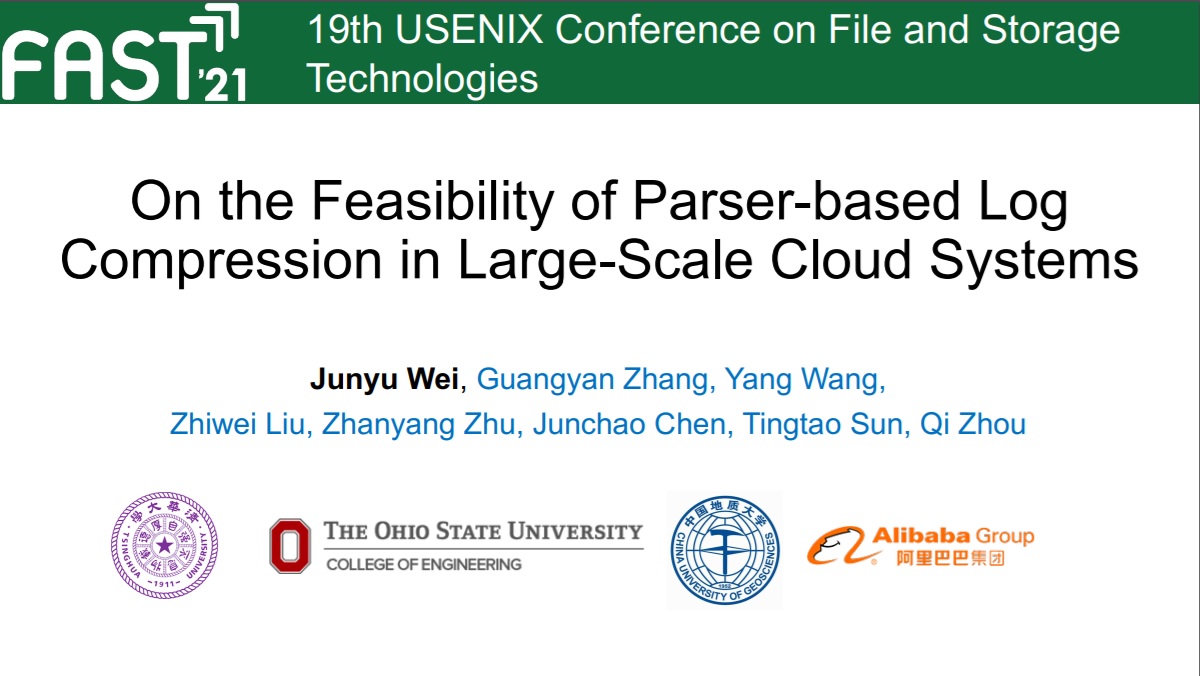 FAST '21
19th USENIX Conference on File and Storage
Technologies
On the Feasibility of Parser-based Log
Compression in Large-Scale Cloud Systems
Junyu Wei, Guangyan Zhang, Yang Wang,
Zhiwei Liu, Zhanyang Zhu, Junchao Chen, Tingtao Sun, Qi Zhou
學大華清
TSINGHUA UNIVERSITY
-1911-
THE OHIO STATE UNIVERSITY
COLLEGE OF ENGINEERING
中国地质大学
CHINA UNIVERSITY OF GEOSCIENCES
1952
Alibaba Group
阿里巴巴集团